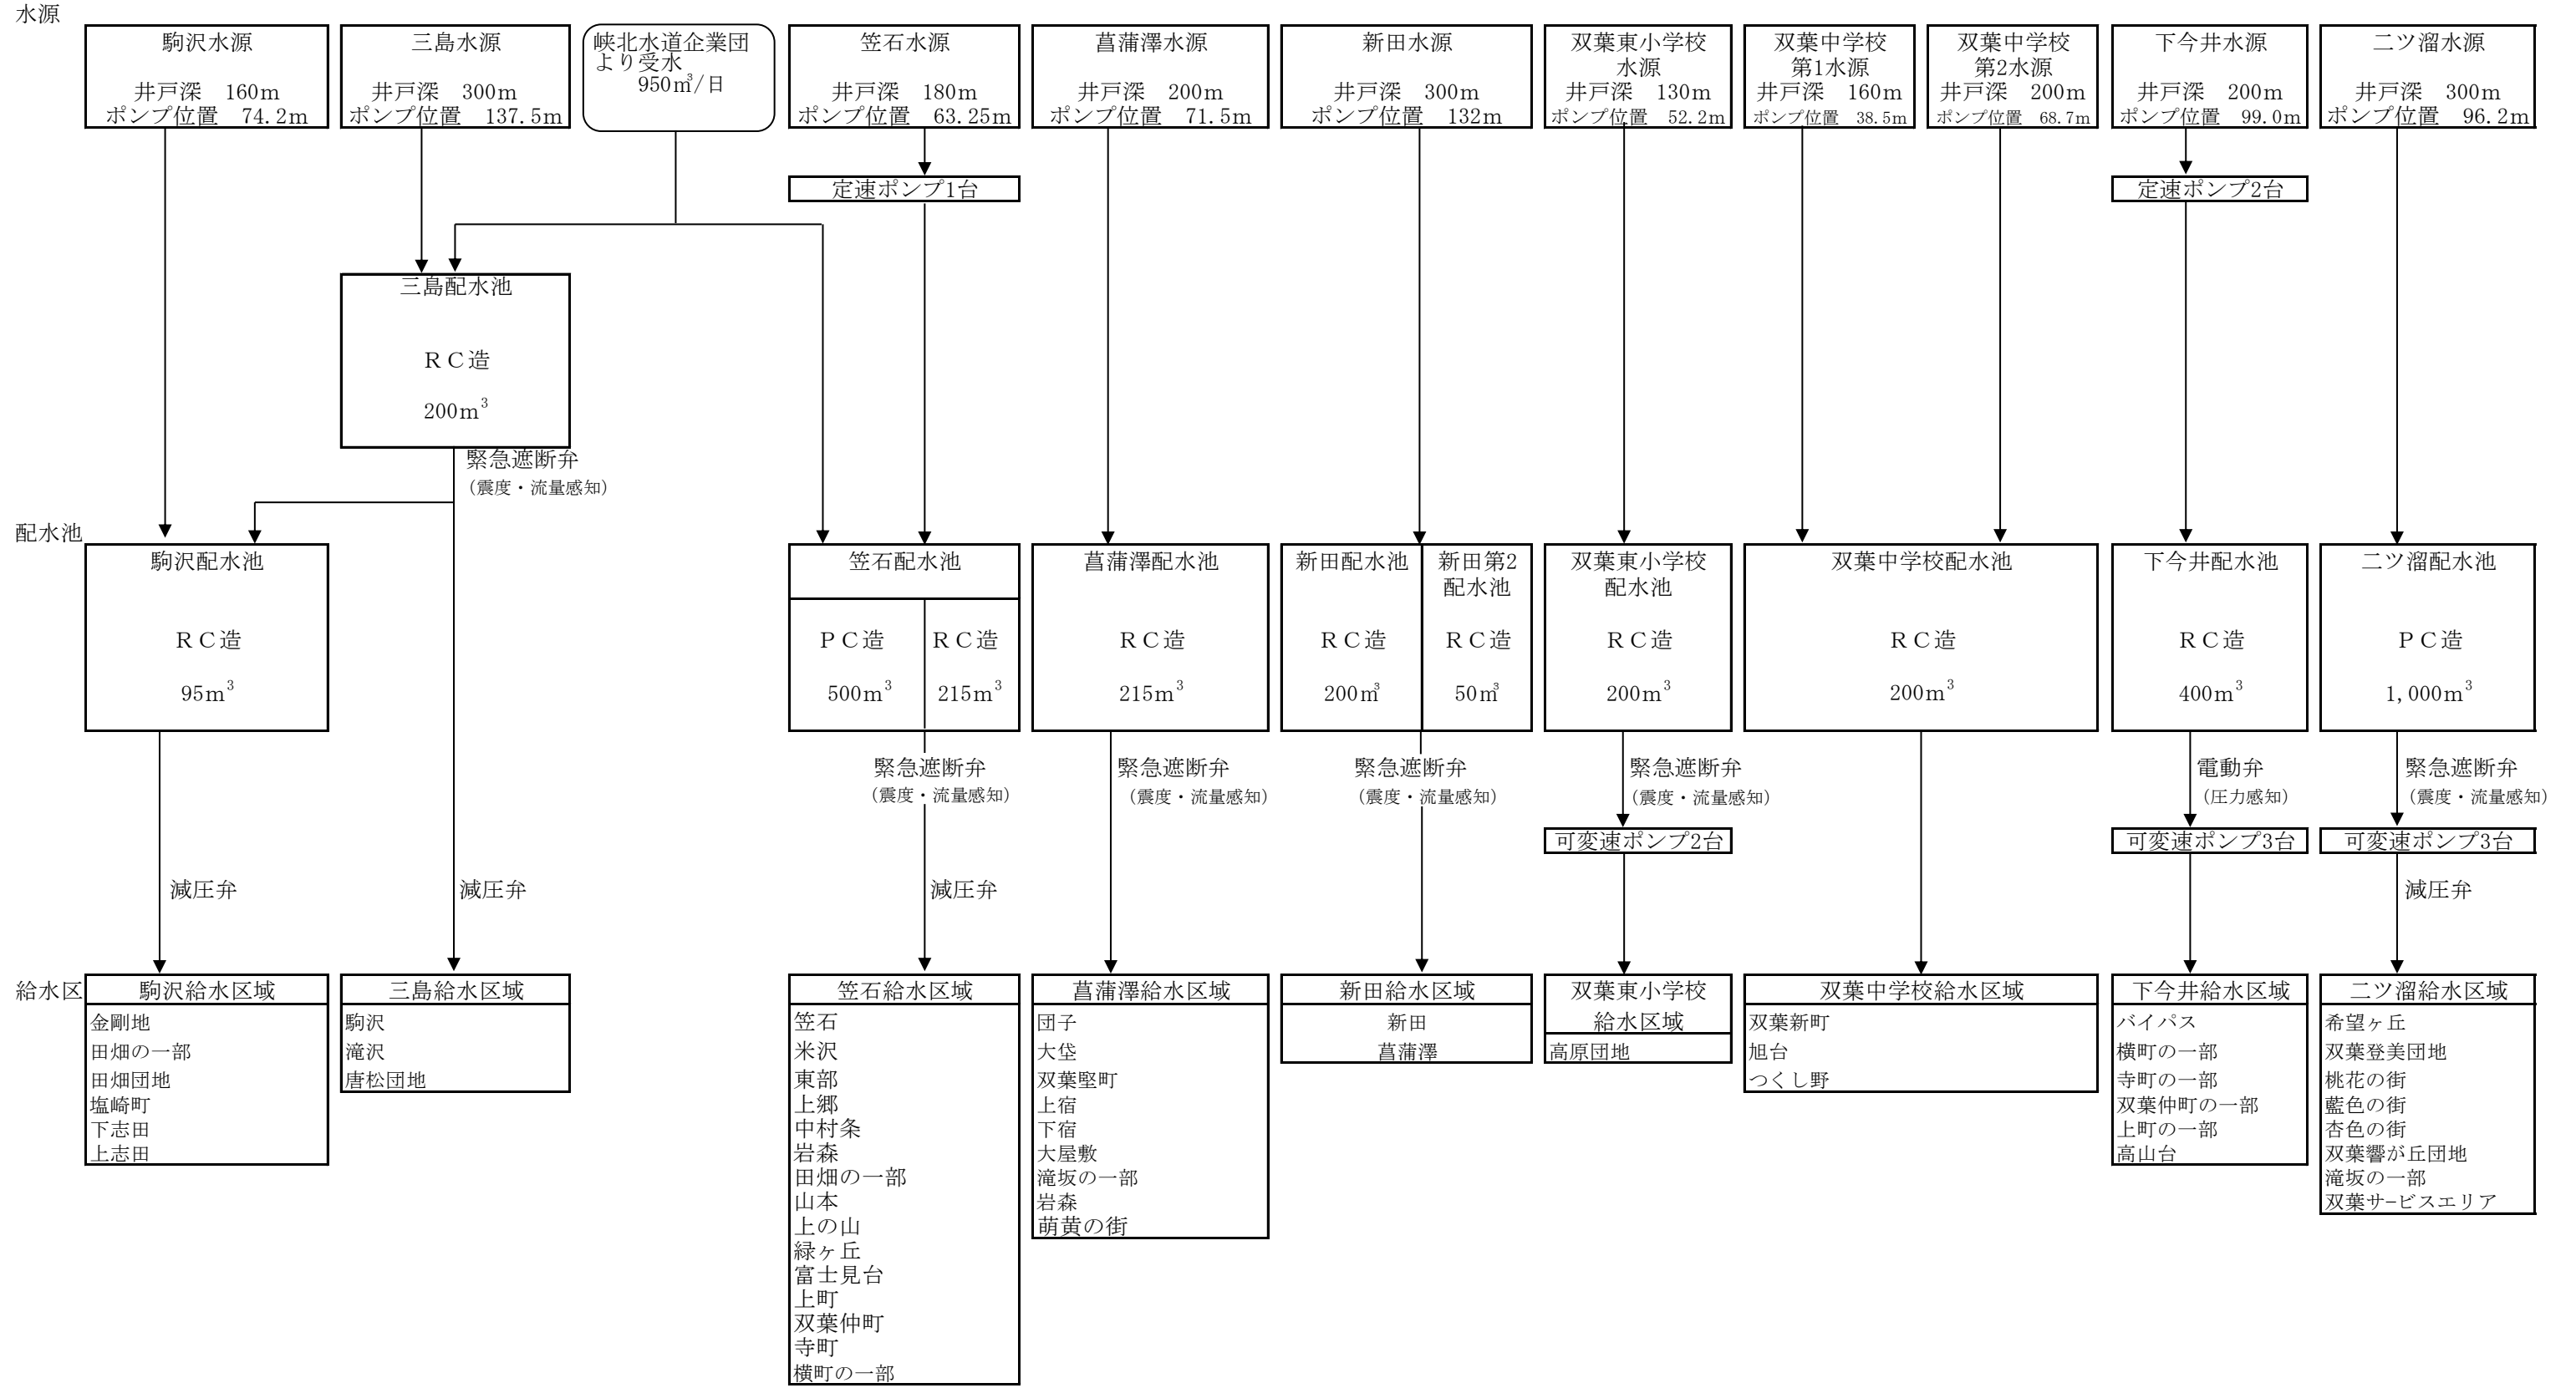 水源
駒沢水源
井戸深　160m
ポンプ位置　74.2m
三島水源
井戸深　300m
ポンプ位置　137.5m
峡北水道企業団
より受水
950㎥/日
笠石水源
井戸深　180m
ポンプ位置　63.25m
菖蒲澤水源
井戸深　200m
ポンプ位置　71.5m
新田水源
井戸深　300m
ポンプ位置　132m
双葉東小学校
水源
井戸深　130m
ポンプ位置　52.2m
双葉中学校
第1水源
井戸深　160m
ポンプ位置　38.5m
双葉中学校
第2水源
井戸深　200m
ポンプ位置　68.7m
下今井水源
井戸深　200m
ポンプ位置　99.0m
二ツ溜水源
井戸深　300m
ポンプ位置　96.2m
定速ポンプ1台
定速ポンプ2台
三島配水池
ＲＣ造
200m³
緊急遮断弁
（震度・流量感知）
配水池
駒沢配水池
ＲＣ造
95m³
笠石配水池
ＰＣ造
500m³
ＲＣ造
215m³
菖蒲澤配水池
ＲＣ造
215m³
新田配水池
ＲＣ造
200㎥
新田第2
配水池
ＲＣ造
50㎥
双葉東小学校
配水池
ＲＣ造
200m³
双葉中学校配水池
ＲＣ造
200m³
下今井配水池
ＲＣ造
400m³
二ツ溜配水池
ＰＣ造
1,000m³
緊急遮断弁
（震度・流量感知）
緊急遮断弁
（震度・流量感知）
緊急遮断弁
（震度・流量感知）
緊急遮断弁
（震度・流量感知）
電動弁
（圧力感知）
緊急遮断弁
（震度・流量感知）
可変速ポンプ2台
可変速ポンプ3台
可変速ポンプ3台
減圧弁
減圧弁
減圧弁
減圧弁
給水区
駒沢給水区域
金剛地
田畑の一部
田畑団地
塩崎町
下志田
上志田
三島給水区域
駒沢
滝沢
唐松団地
笠石給水区域
笠石
米沢
東部
上郷
中村条
岩森
田畑の一部
山本
上の山
緑ヶ丘
富士見台
上町
双葉仲町
寺町
横町の一部
菖蒲澤給水区域
団子
大垈
双葉堅町
上宿
下宿
大屋敷
滝坂の一部
岩森
萌黄の街
新田給水区域
新田
菖蒲澤
双葉東小学校
給水区域
高原団地
双葉中学校給水区域
双葉新町
旭台
つくし野
下今井給水区域
バイパス
横町の一部
寺町の一部
双葉仲町の一部
上町の一部
高山台
二ツ溜給水区域
希望ヶ丘
双葉登美団地
桃花の街
藍色の街
杏色の街
双葉響が丘団地
滝坂の一部
双葉サービスエリア